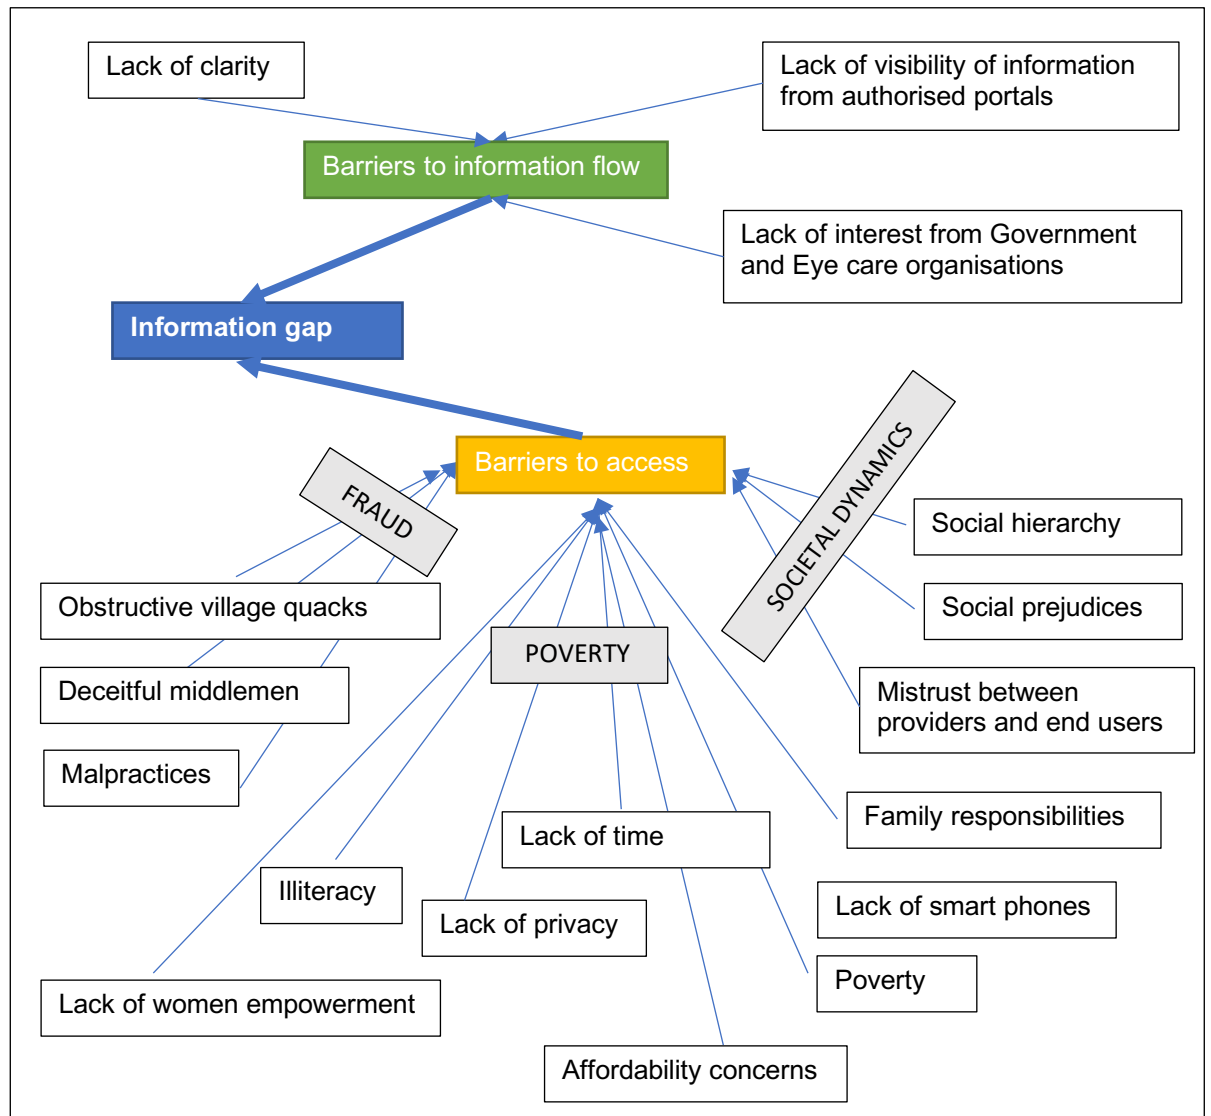 Lack of clarity
Lack of visibility of information
from authorised portals
Barriers to information flow
Lack of interest from Government
and Eye care organisations
Information gap
Barriers to access
FRAUD
SOCIETAL DYNAMICS
Social hierarchy
Obstructive village quacks
Social prejudices
POVERTY
Deceitful middlemen
Mistrust between
providers and end users
Malpractices
Family responsibilities
Lack of time
Illiteracy
Lack of privacy
Lack of smart phones
Poverty
Lack of women empowerment
Affordability concerns